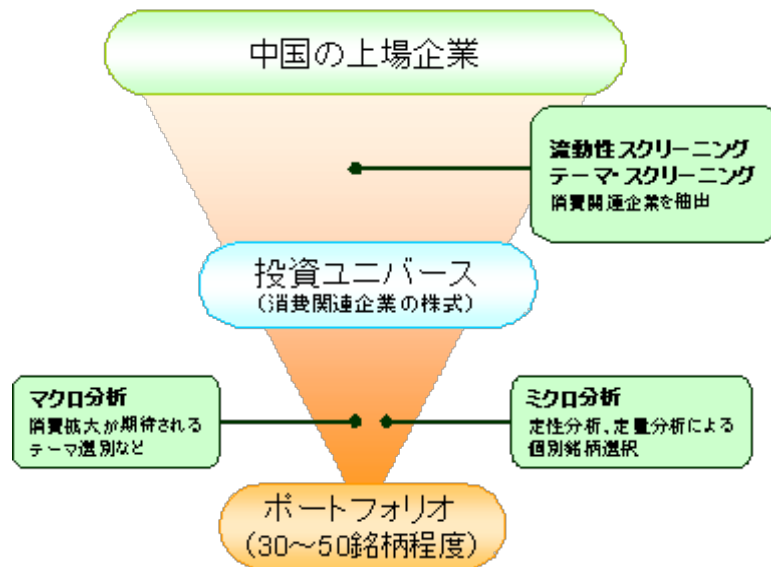 中国の上場企業
流動性スクリーニング
テーマ・スクリーニング
消費関連企業を抽出
投資ユニバース
（消費関連企業の株式）
マクロ分析
消費拡大が期待される
テーマ選別など
ミクロ分析
定性分析、定量分析による
個別銘柄選択
ポートフォリオ
（30～50銘柄程度）